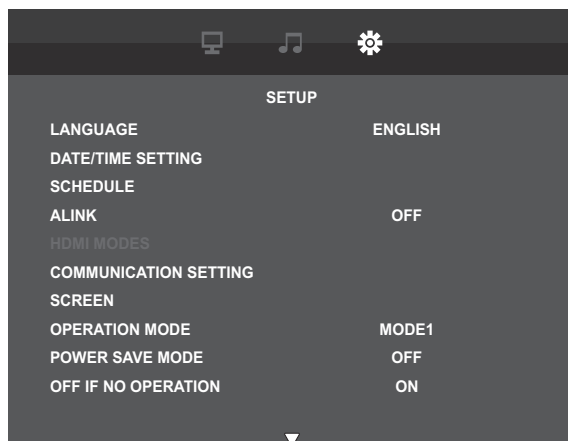 SETUP
LANGUAGE ENGLISH
DATE/TIME SETTING
SCHEDULE
ALINK OFF
HDMI MODES
COMMUNICATION SETTING
SCREEN
OPERATION MODE MODE1
POWER SAVE MODE OFF
OFF IF NO OPERATION ON